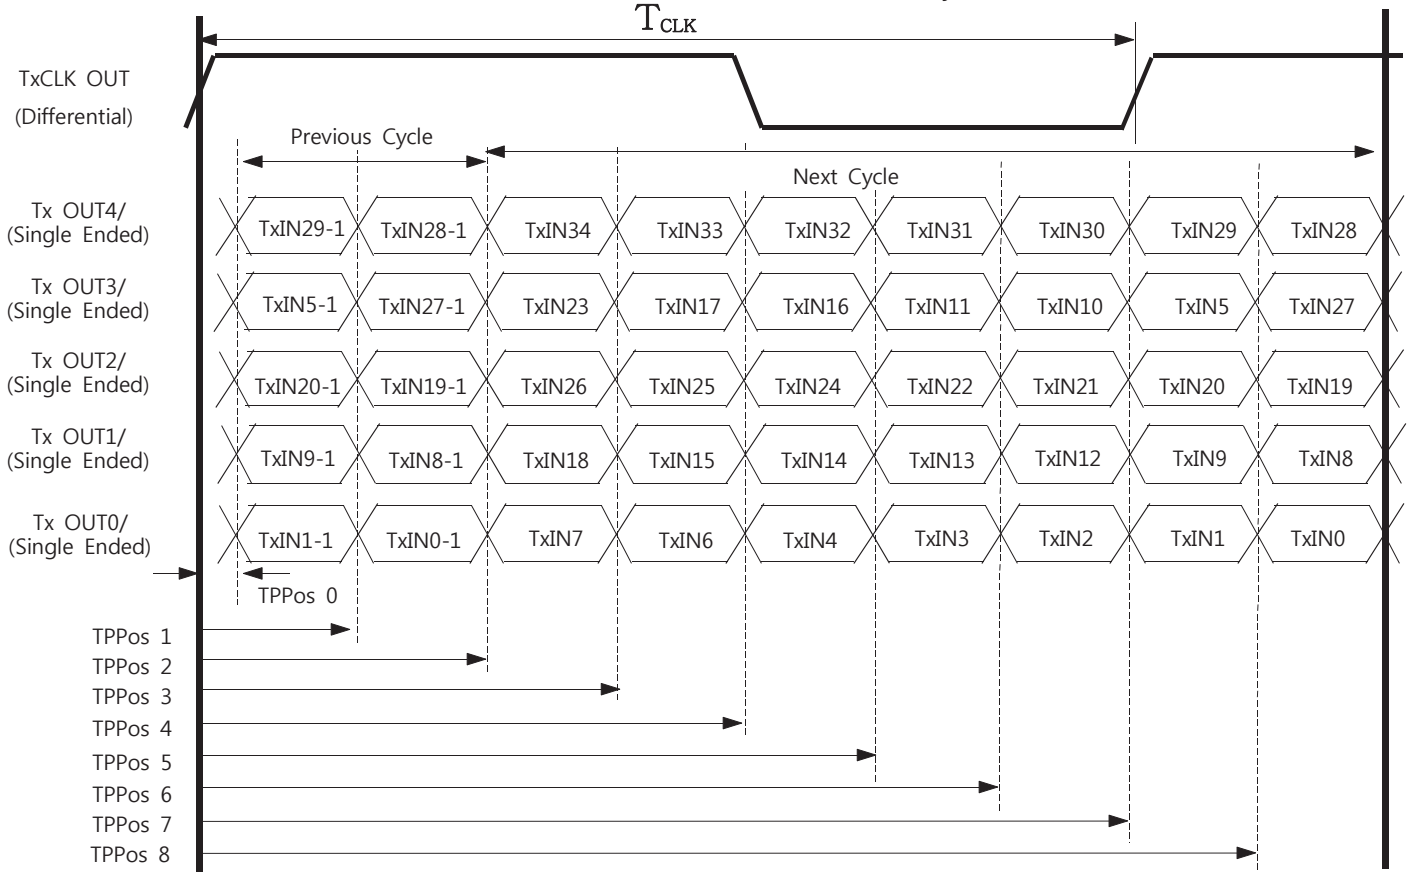 T CLK
TxCLK OUT
(Differential)
Previous Cycle
Next Cycle
Tx OUT4/
(Single Ended)
TxIN29-1 TxIN28-1 TxIN34 TxIN33 TxIN32 TxIN31 TxIN30 TxIN29 TxIN28
Tx OUT3/
(Single Ended)
TxIN5-1 TxIN27-1 TxIN23 TxIN17 TxIN16 TxIN11 TxIN10 TxIN5 TxIN27
Tx OUT2/
(Single Ended)
TxIN20-1 TxIN19-1 TxIN26 TxIN25 TxIN24 TxIN22 TxIN21 TxIN20 TxIN19
Tx OUT1/
(Single Ended)
TxIN9-1 TxIN8-1 TxIN18 TxIN15 TxIN14 TxIN13 TxIN12 TxIN9 TxIN8
Tx OUT0/
(Single Ended)
TxIN1-1 TxIN0-1 TxIN7 TxIN6 TxIN4 TxIN3 TxIN2 TxIN1 TxIN0
TPPos 0
TPPos 1
TPPos 2
TPPos 3
TPPos 4
TPPos 5
TPPos 6
TPPos 7
TPPos 8